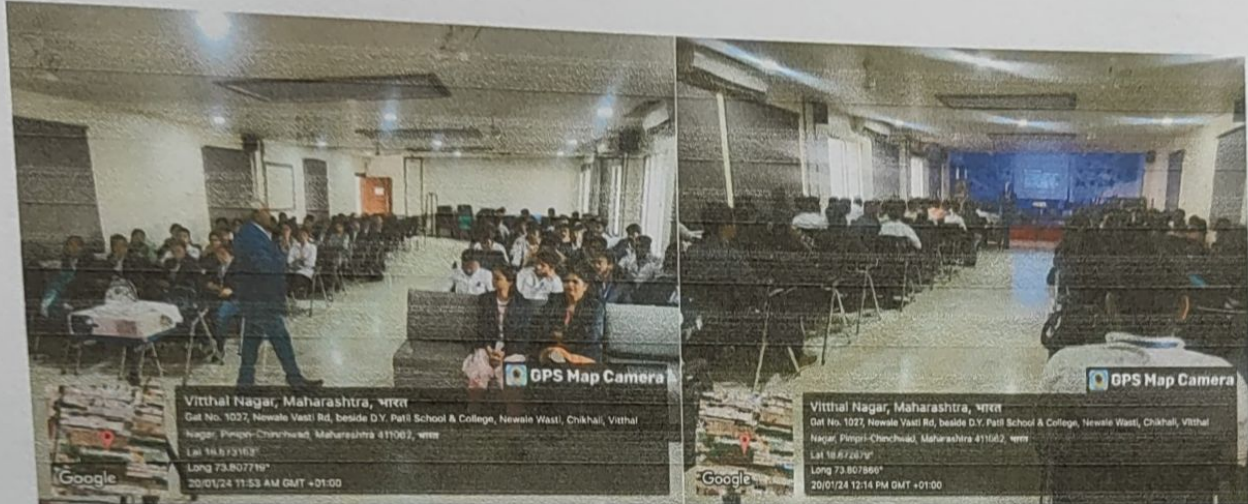 GPS Map Camera
Vitthal Nagar, Maharashtra, भारत
Gat No. 1027, Newale Vasti Rd, beside D.Y. Patil School & College, Newale Wasti, Chikhali, Vitthal
Nagar, Pimpri-Chinchwad, Maharashtra 411062, भारत
Lat 18.673163°
Long 73.807719°
20/01/24 11:53 AM GMT +01:00
Google
GPS Map Camera
Vitthal Nagar, Maharashtra, भारत
Gat No. 1027, Newale Vasti Rd, beside D.Y. Patil School & College, Newale Wasti, Chikhali, Vitthal
Nagar, Pimpri-Chinchwad, Maharashtra 411062, भारत
Lat
Long 73.807866°
20/01/24 12:14 PM GMT +01:00
Google